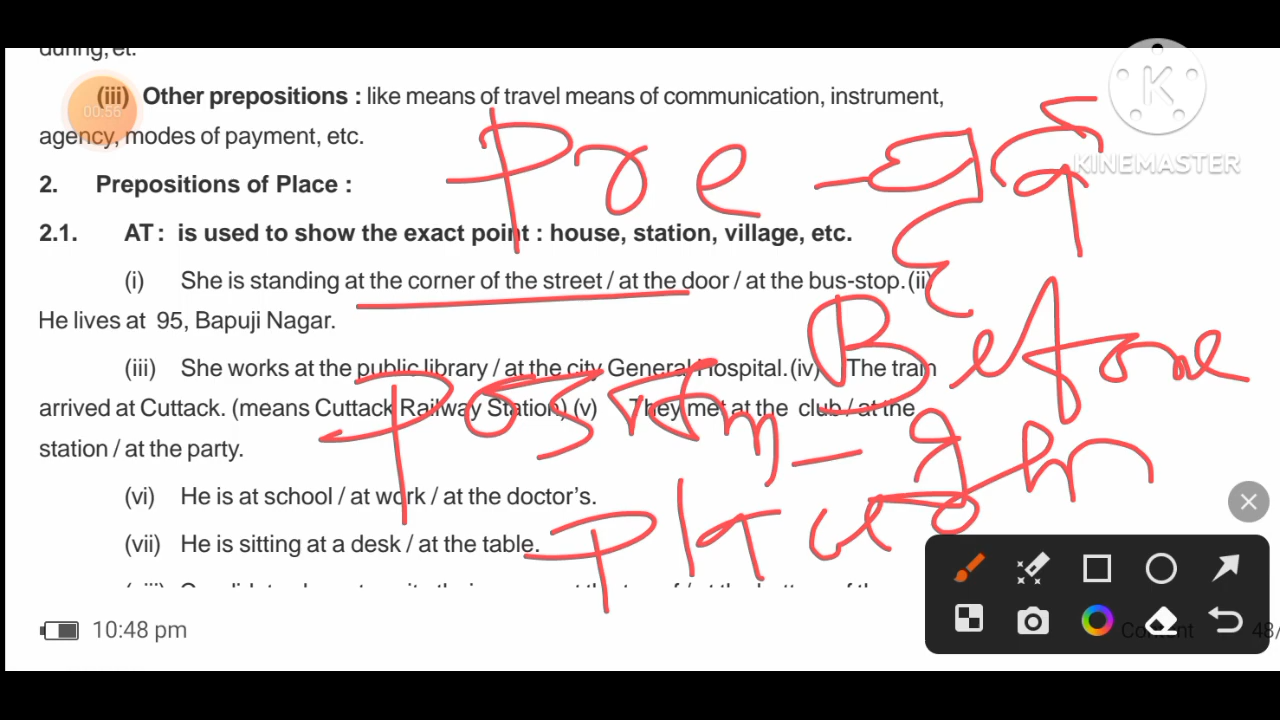 during, et.
(iii) Other prepositions : like means of travel means of communication, instrument,
00:56
agency, modes of payment, etc.
KINEMASTER
Pre -
2. Prepositions of Place :
2.1. AT : is used to show the exact point : house, station, village, etc.
(i) She is standing at the corner of the street / at the door / at the bus-stop.(ii)
He lives at 95, Bapuji Nagar.
Before
(iii) She works at the public library / at the city General Hospital.(iv) The train
arrived at Cuttack. (means Cuttack Railway Station) (v) They met at the club / at the
station / at the party.
(vi) He is at school / at work / at the doctor's.
(vii) He is sitting at a desk / at the table.
10:48 pm
Content 48/